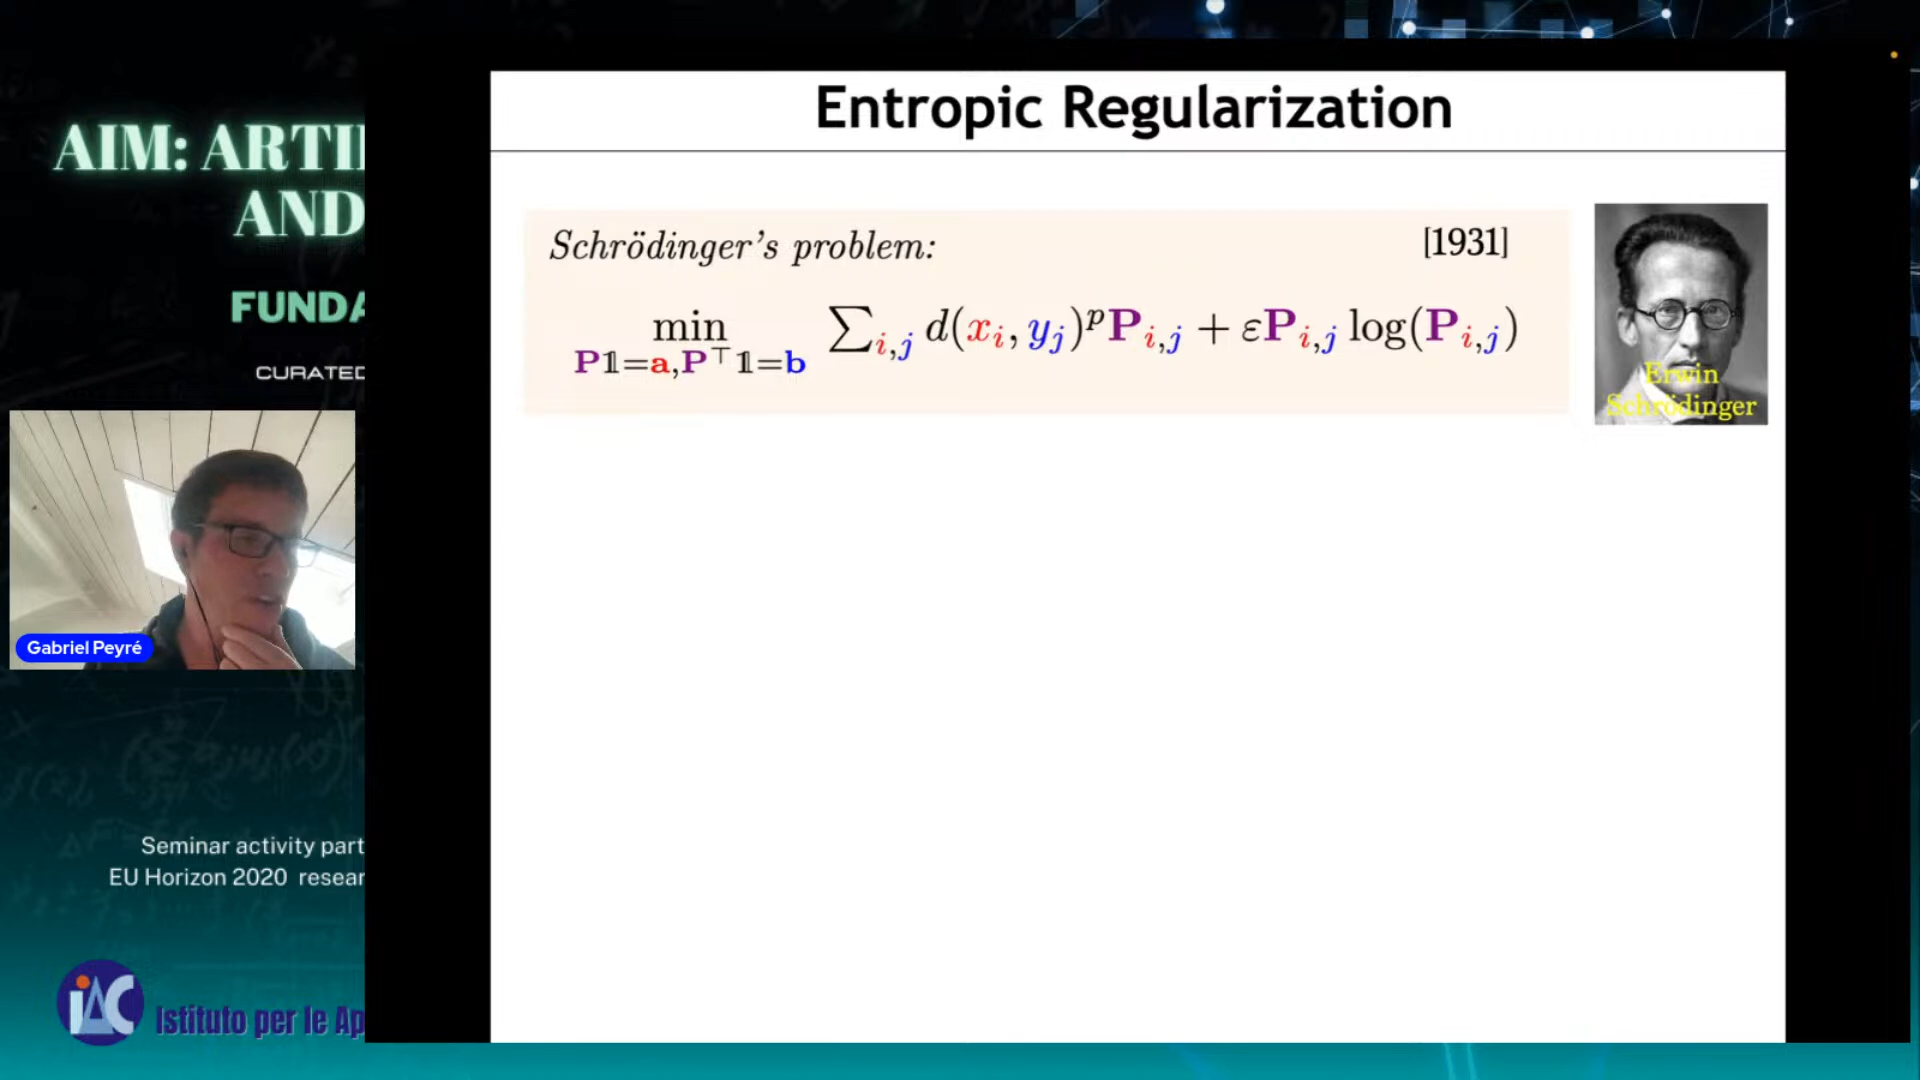 AIM: ARTI
AND
FUNDA
CURATED
Gabriel Peyré
Seminar activity part
EU Horizon 2020 resear
iAC
Istituto per le Ap
Entropic Regularization
Schrödinger's problem: [1931]
min ∑i,j d(xi, yj)^p Pi,j + εPi,j log(Pi,j)
P𝟙=a,P⊤𝟙=b
Erwin
Schrödinger